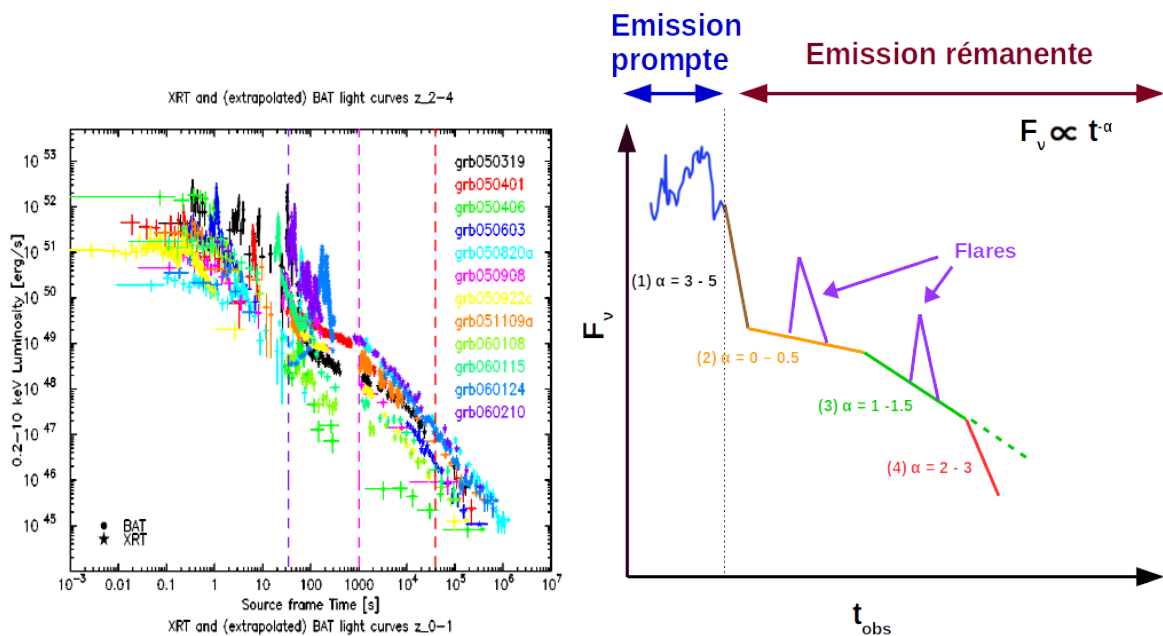 XRT and (extrapolated) BAT light curves z_2-4
0.2-10 keV Luminosity [erg/s]
10^53
10^52
10^51
10^50
10^49
10^48
10^47
10^46
10^45
grb050319
grb050401
grb050406
grb050603
grb050820a
grb050908
grb050922c
grb051109a
grb060108
grb060115
grb060124
grb060210
BAT
XRT
10^-3 0.01 0.1 1 10 100 1000 10^4 10^5 10^6 10^7
Source frame Time [s]
XRT and (extrapolated) BAT light curves z_0-1
Emission
prompte
Emission rémanente
F_ν ∝ t^-α
Flares
(1) α = 3 - 5
F_ν
(2) α = 0 – 0.5
(3) α = 1 -1.5
(4) α = 2 - 3
t_obs